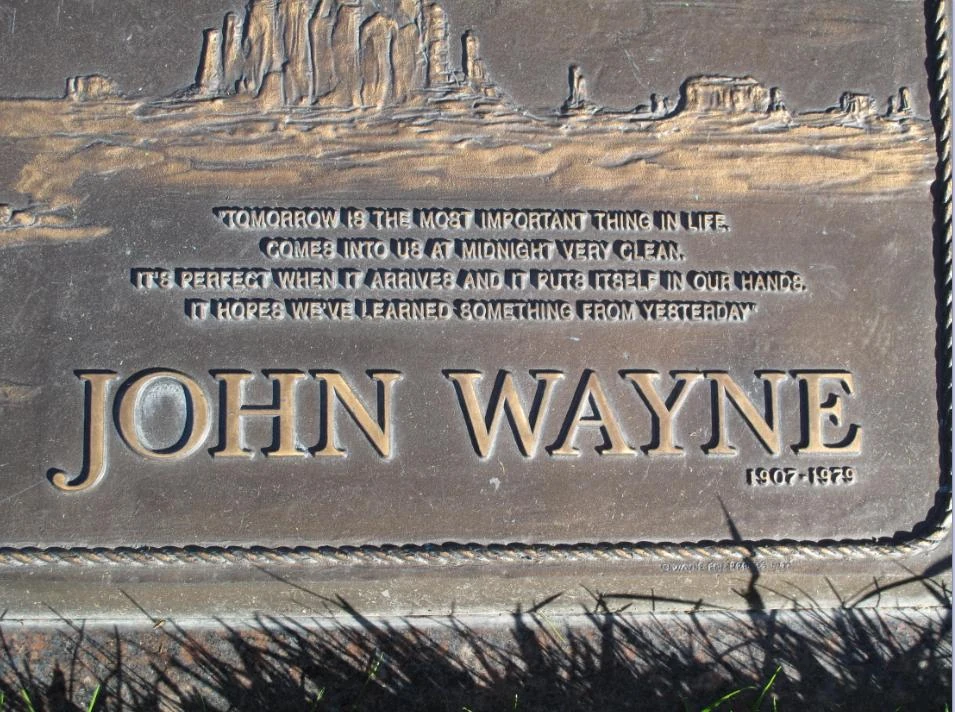 "TOMORROW IS THE MOST IMPORTANT THING IN LIFE.
COMES INTO US AT MIDNIGHT VERY CLEAN.
IT'S PERFECT WHEN IT ARRIVES AND IT PUTS ITSELF IN OUR HANDS.
IT HOPES WE'VE LEARNED SOMETHING FROM YESTERDAY"
JOHN WAYNE
1907-1979
WAYNE